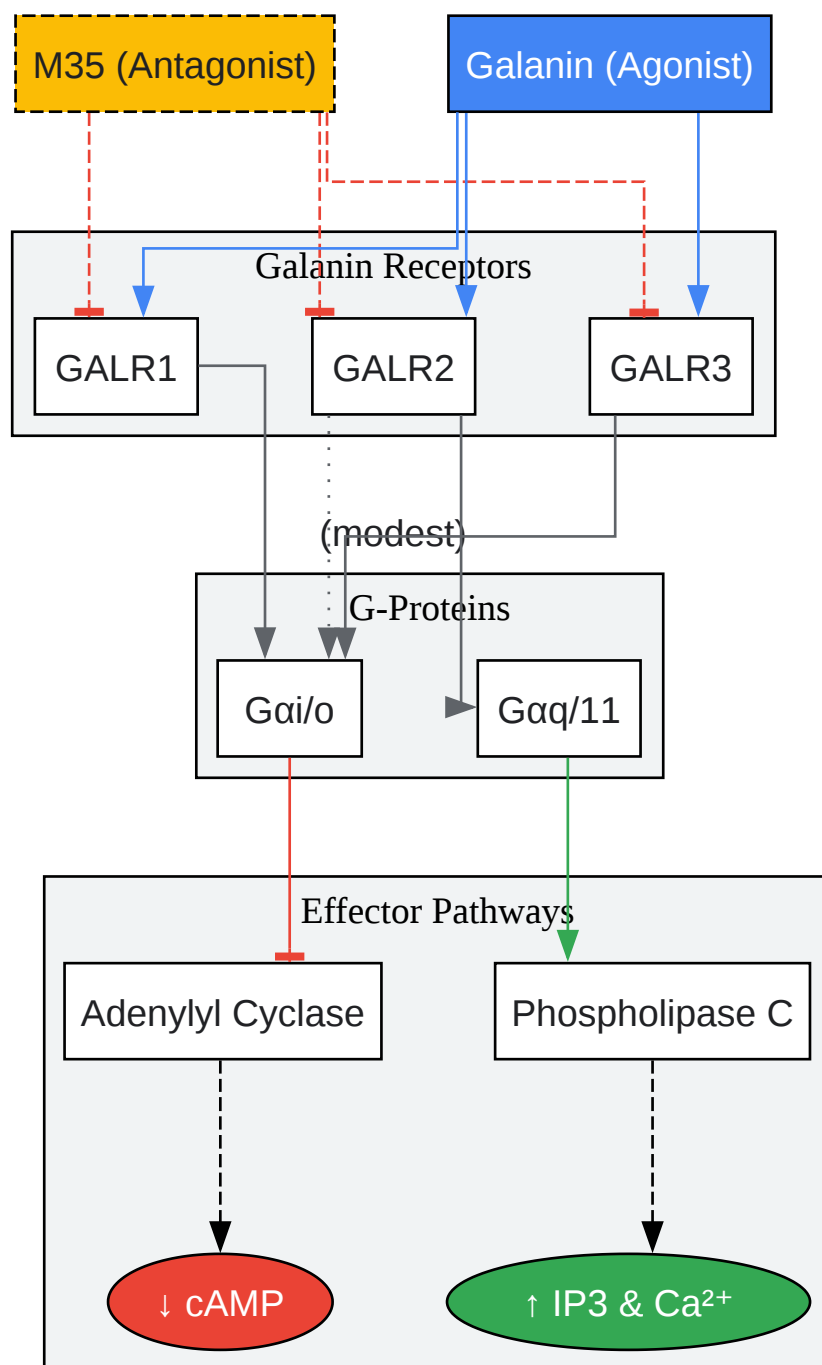 M35 (Antagonist)
Galanin (Agonist)
Galanin Receptors
GALR1
GALR2
GALR3
(modest)
G-Proteins
Gαi/o
Gαq/11
Effector Pathways
Adenylyl Cyclase
Phospholipase C
↓ cAMP
↑ IP3 & Ca²⁺